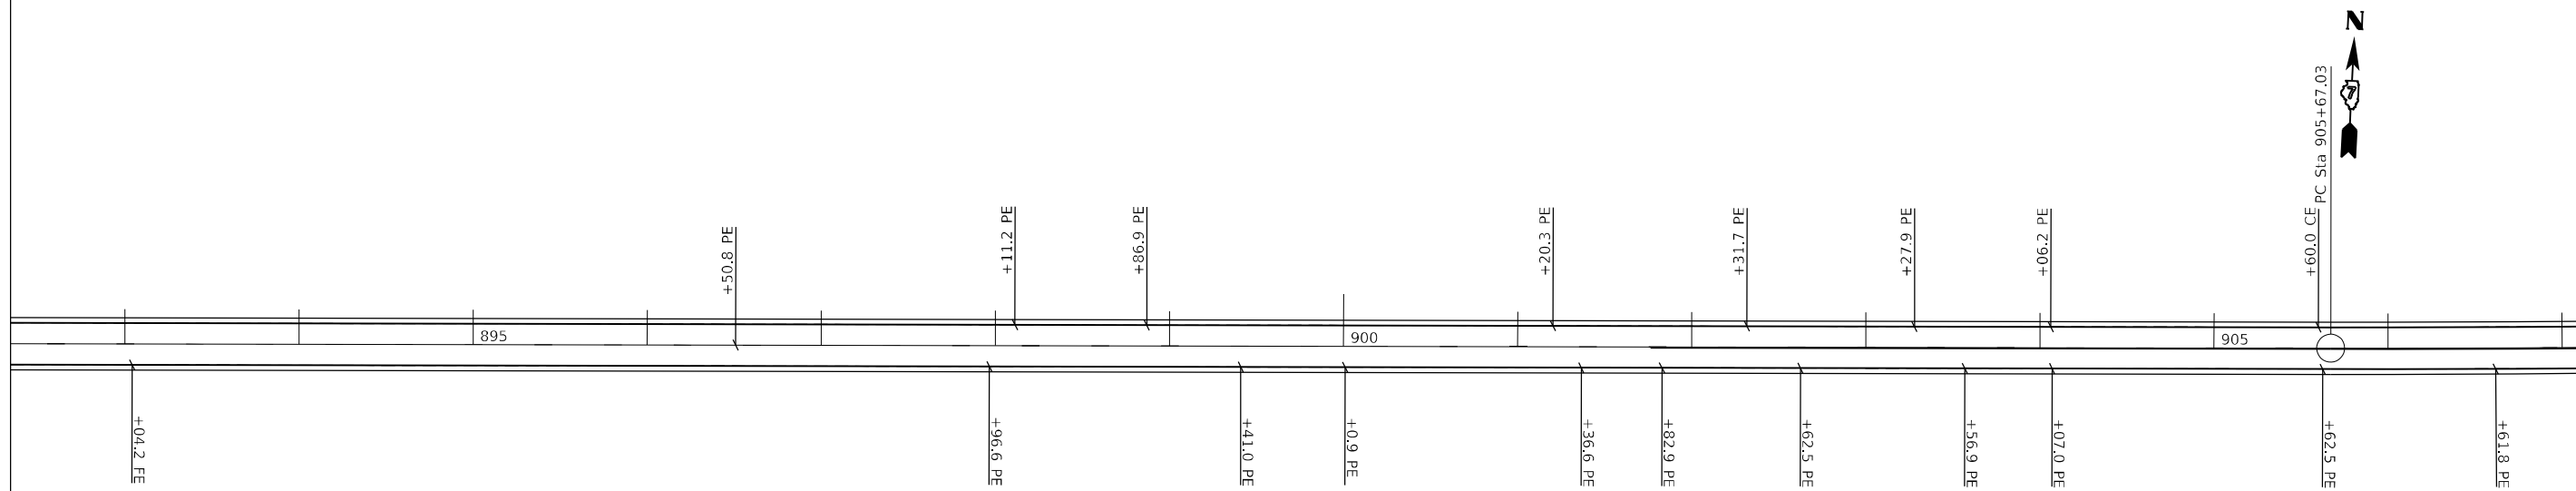 N
7
PC Sta 905+67.03
+50.8 PE
+11.2 PE
+86.9 PE
+20.3 PE
+31.7 PE
+27.9 PE
+06.2 PE
+60.0 CE
895
900
905
+04.2 FE
+96.6 PE
+41.0 PE
+0.9 PE
+36.6 PE
+82.9 PE
+62.5 PE
+56.9 PE
+07.0 PE
+62.5 PE
+61.8 PE